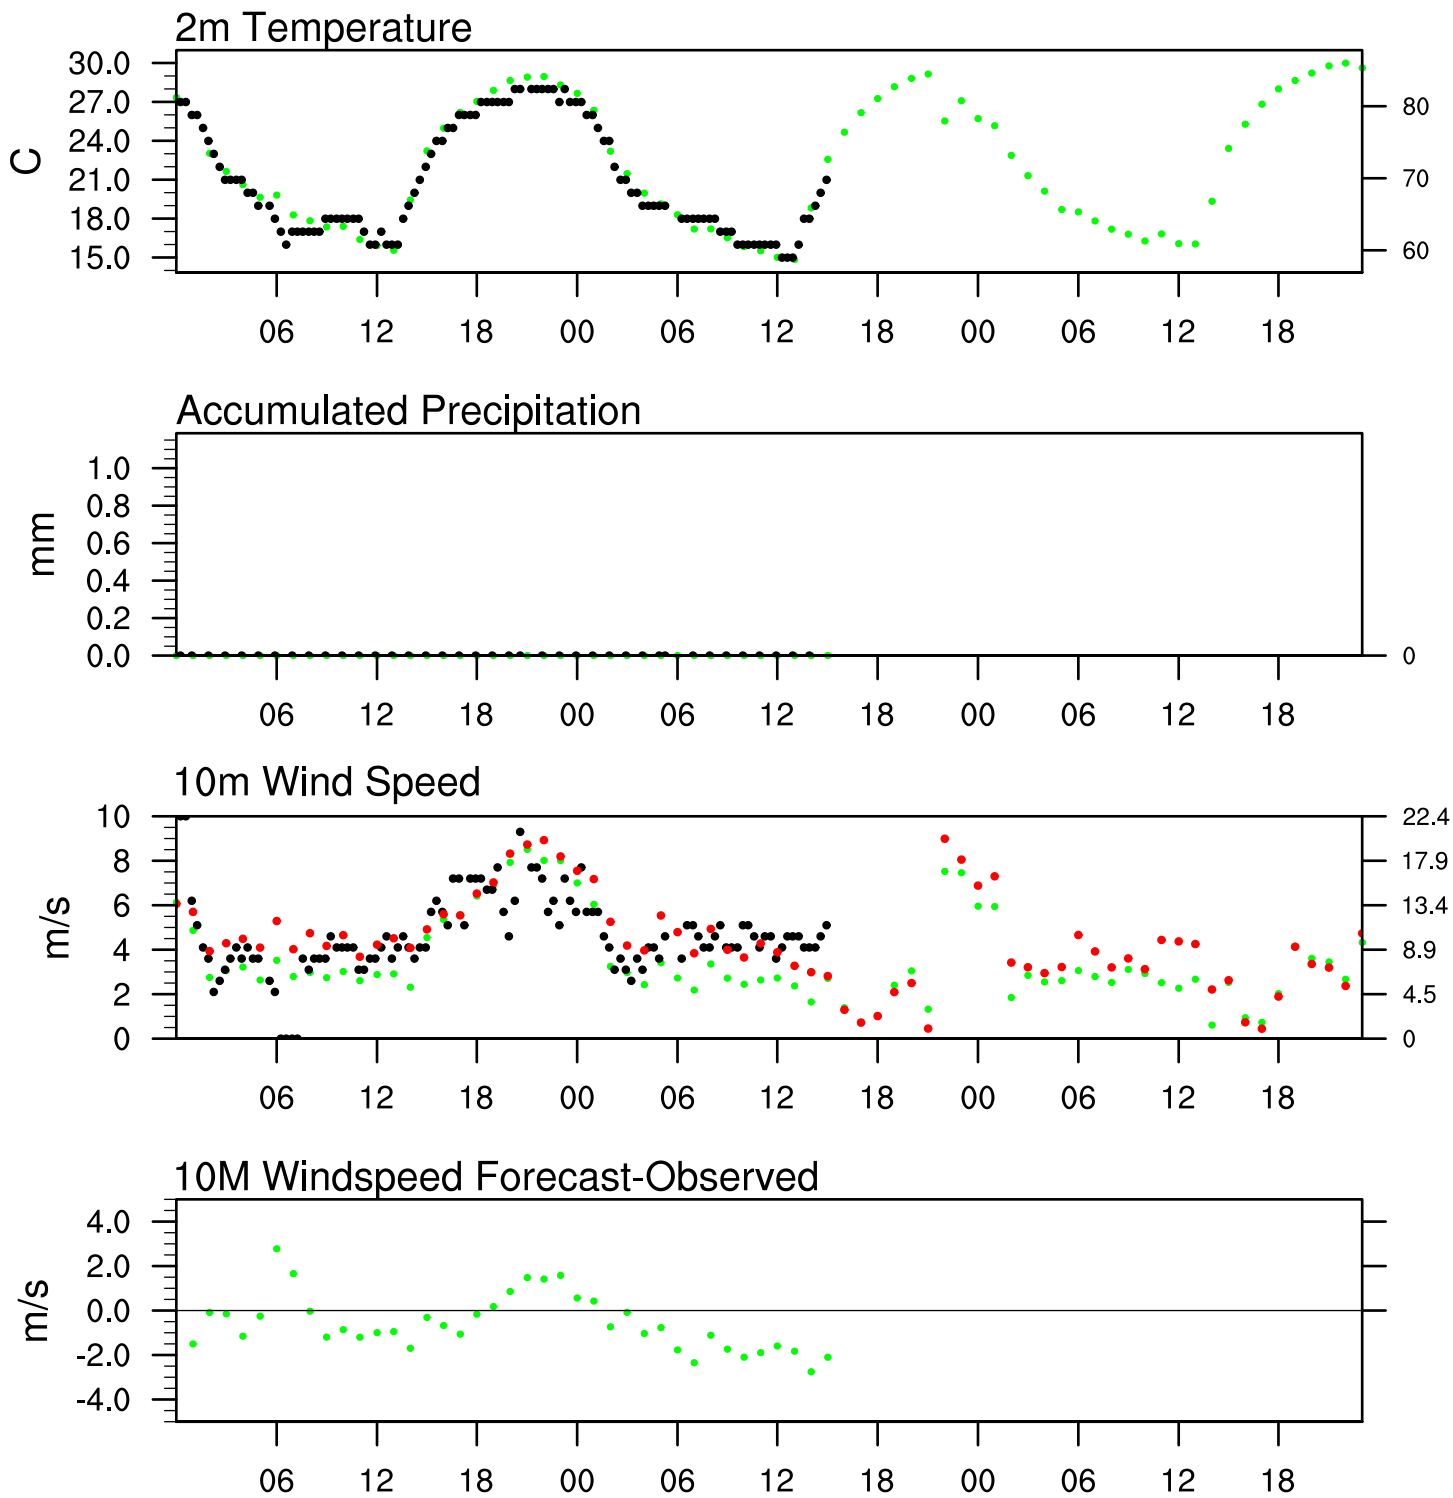 2m Temperature
30.0
27.0
24.0
21.0
18.0
15.0
C
80
70
60
06 12 18 00 06 12 18 00 06 12 18
Accumulated Precipitation
1.0
0.8
0.6
0.4
0.2
0.0
mm
0
06 12 18 00 06 12 18 00 06 12 18
10m Wind Speed
10
8
6
4
2
0
m/s
22.4
17.9
13.4
8.9
4.5
0
06 12 18 00 06 12 18 00 06 12 18
10M Windspeed Forecast-Observed
4.0
2.0
0.0
-2.0
-4.0
m/s
06 12 18 00 06 12 18 00 06 12 18